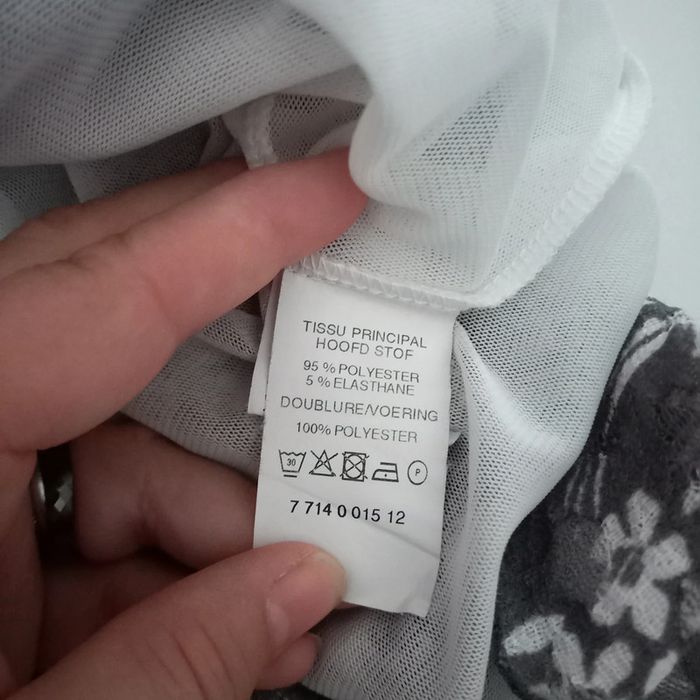 TISSU PRINCIPAL
HOOFD STOF
95 % POLYESTER
5 % ELASTHANE
DOUBLURE/VOERING
100% POLYESTER
30 P
7 714 0 015 12